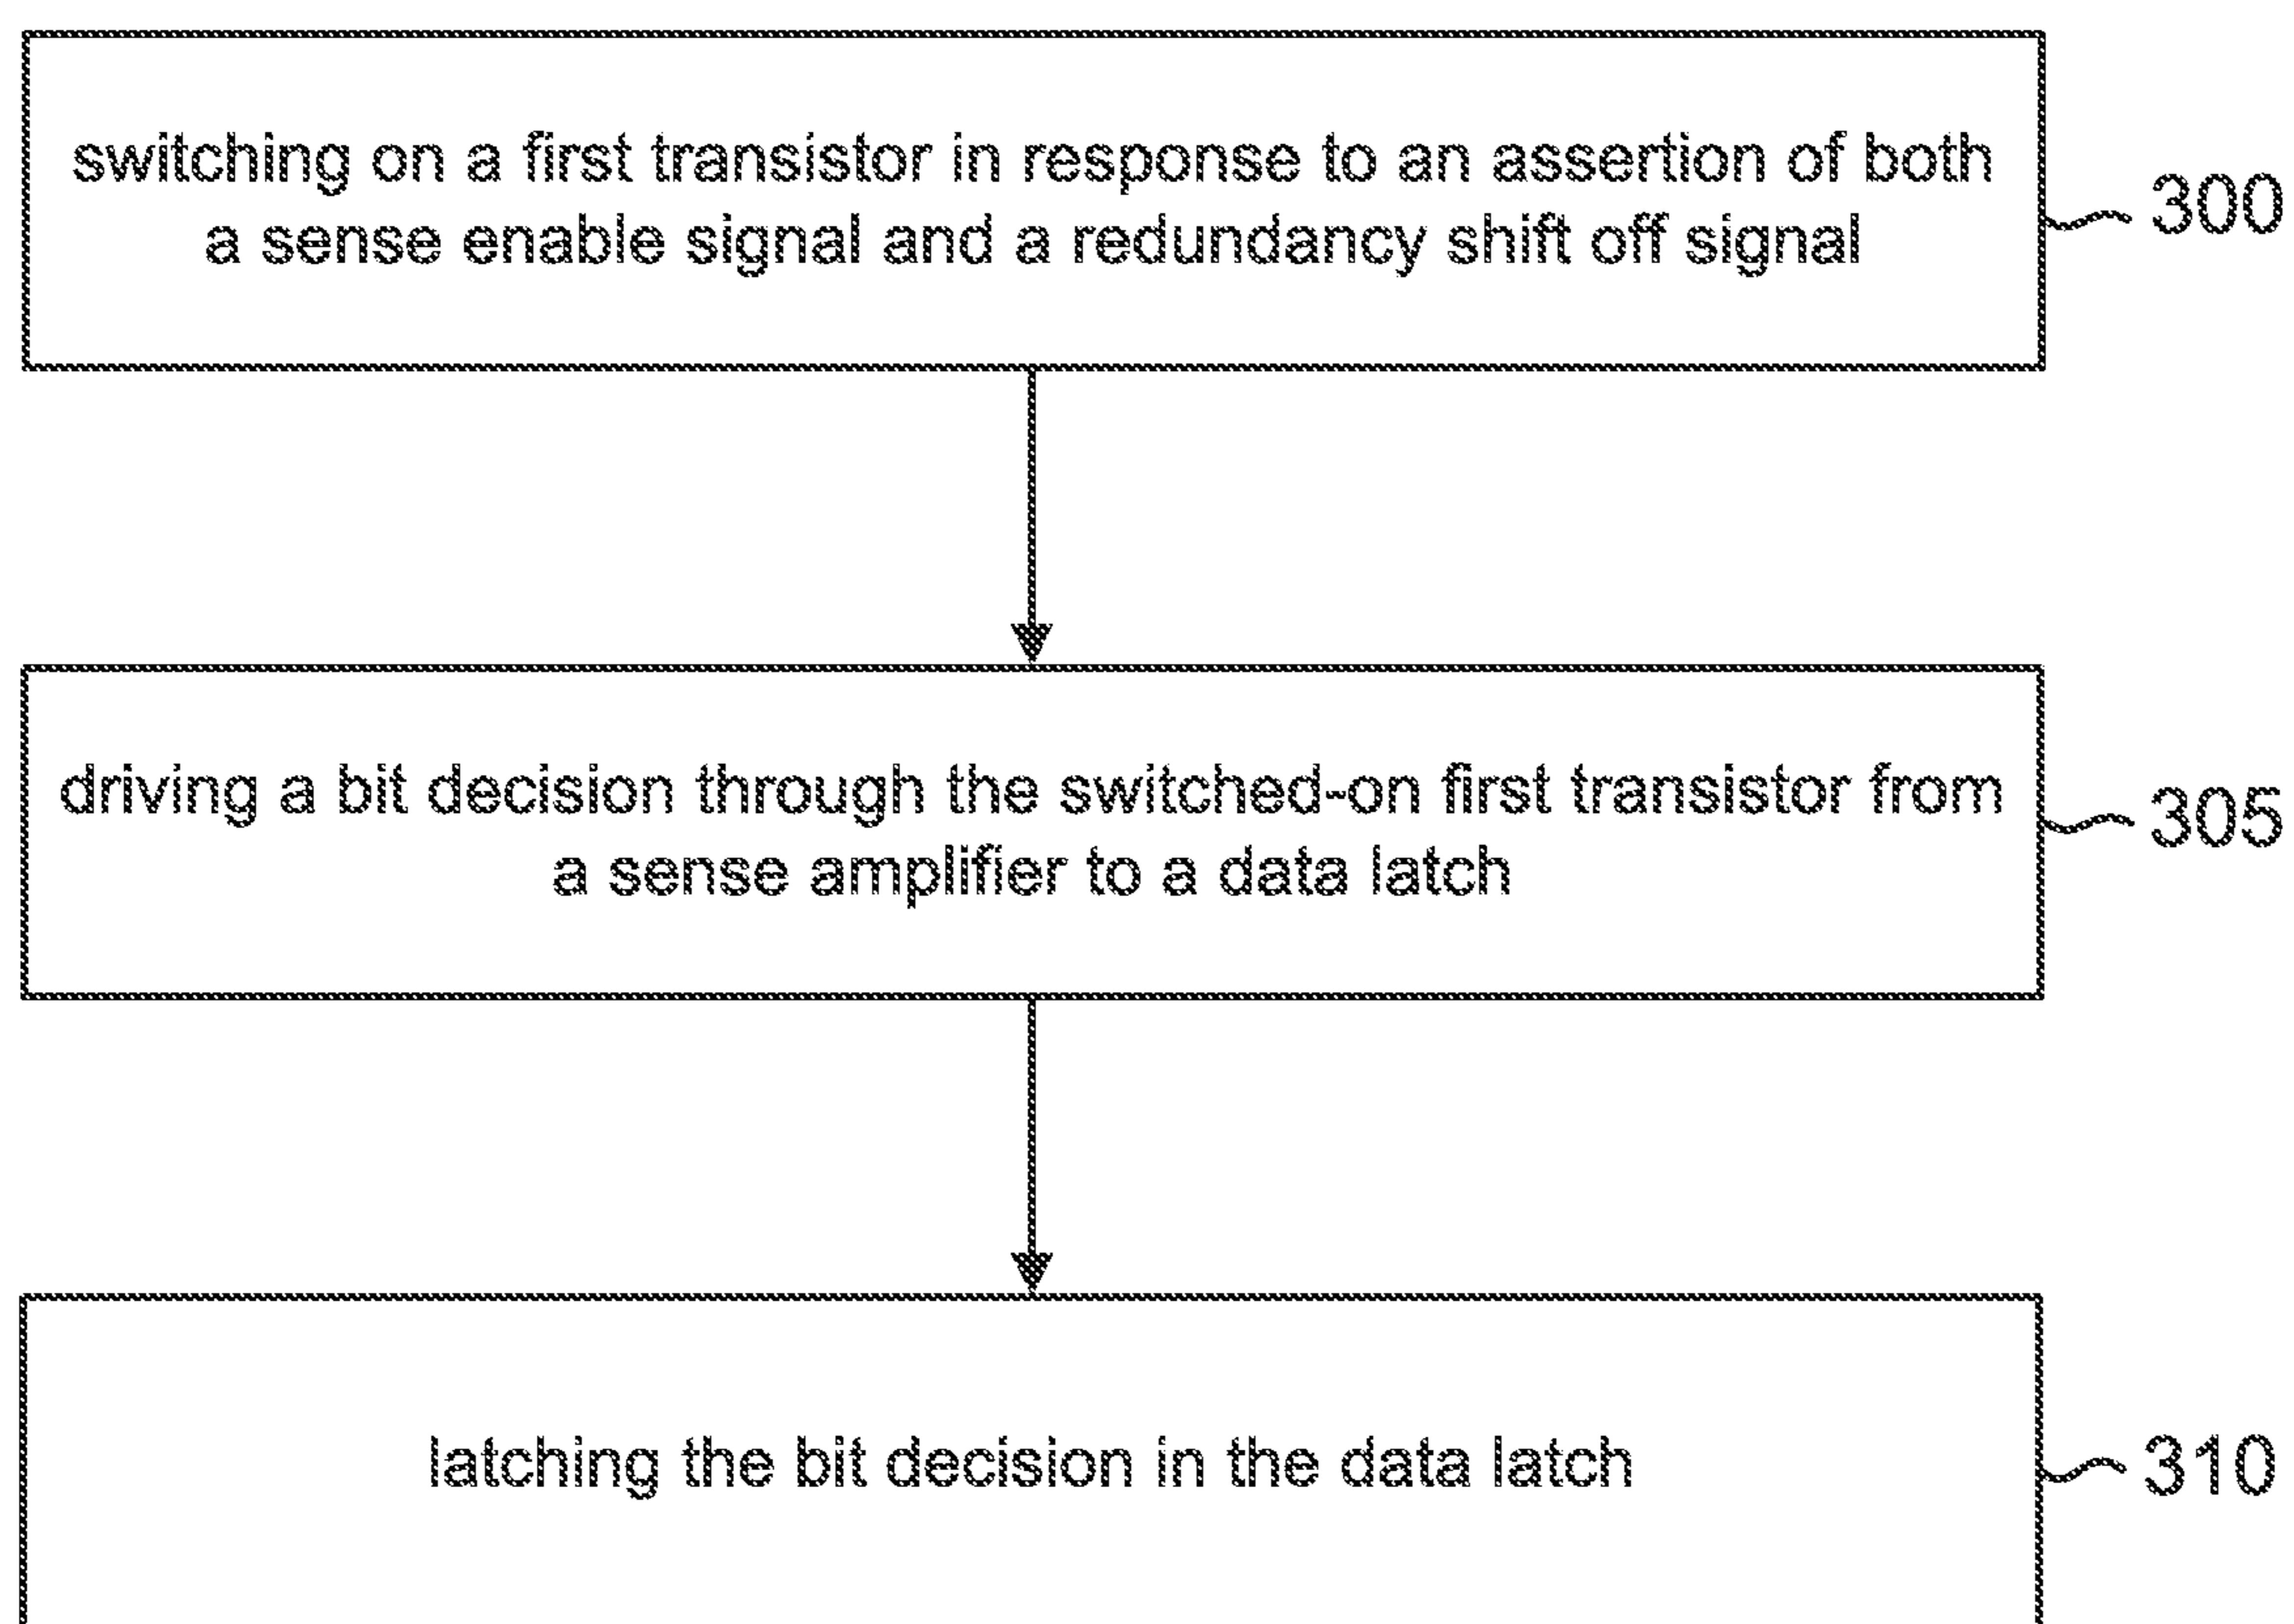 switching on a first transistor in response to an assertion of both
a sense enable signal and a redundancy shift off signal
300
driving a bit decision through the switched-on first transistor from
a sense amplifier to a data latch
305
latching the bit decision in the data latch
310